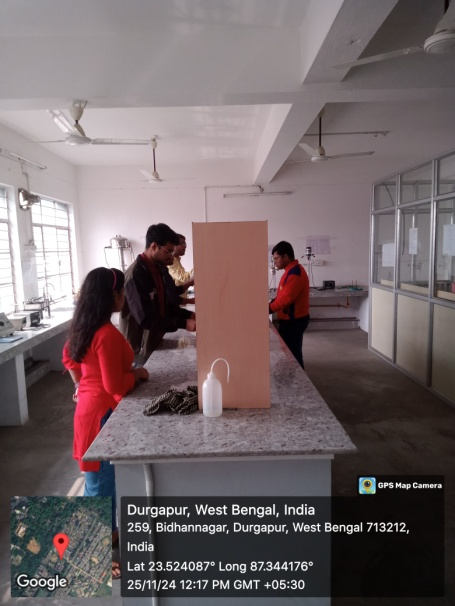 GPS Map Camera
Durgapur, West Bengal, India
259, Bidhannagar, Durgapur, West Bengal 713212,
India
Lat 23.524087° Long 87.344176°
25/11/24 12:17 PM GMT +05:30
Google